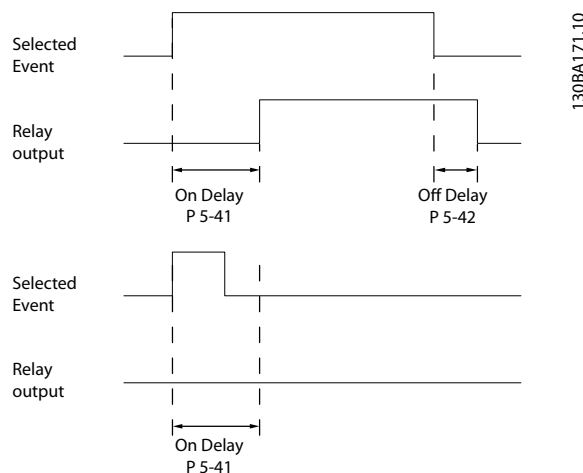 Selected
Event
Relay
output
On Delay
P 5-41
Off Delay
P 5-42
Selected
Event
Relay
output
On Delay
P 5-41
130BA171.10